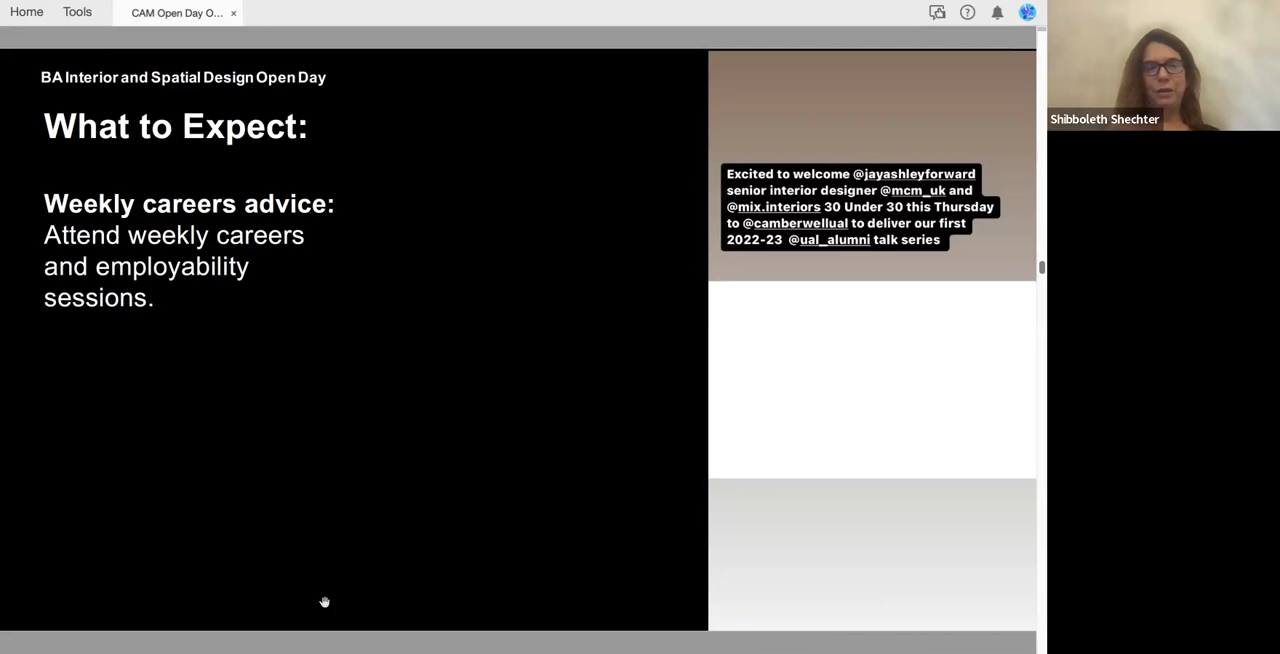 Home Tools CAM Open Day O... ×
BA Interior and Spatial Design Open Day
What to Expect:
Weekly careers advice:
Attend weekly careers
and employability
sessions.
Excited to welcome @jayashleyforward
senior interior designer @mcm_uk and
@mix.interiors 30 Under 30 this Thursday
to @camberwellual to deliver our first
2022-23 @ual_alumni talk series
Shibboleth Shechter